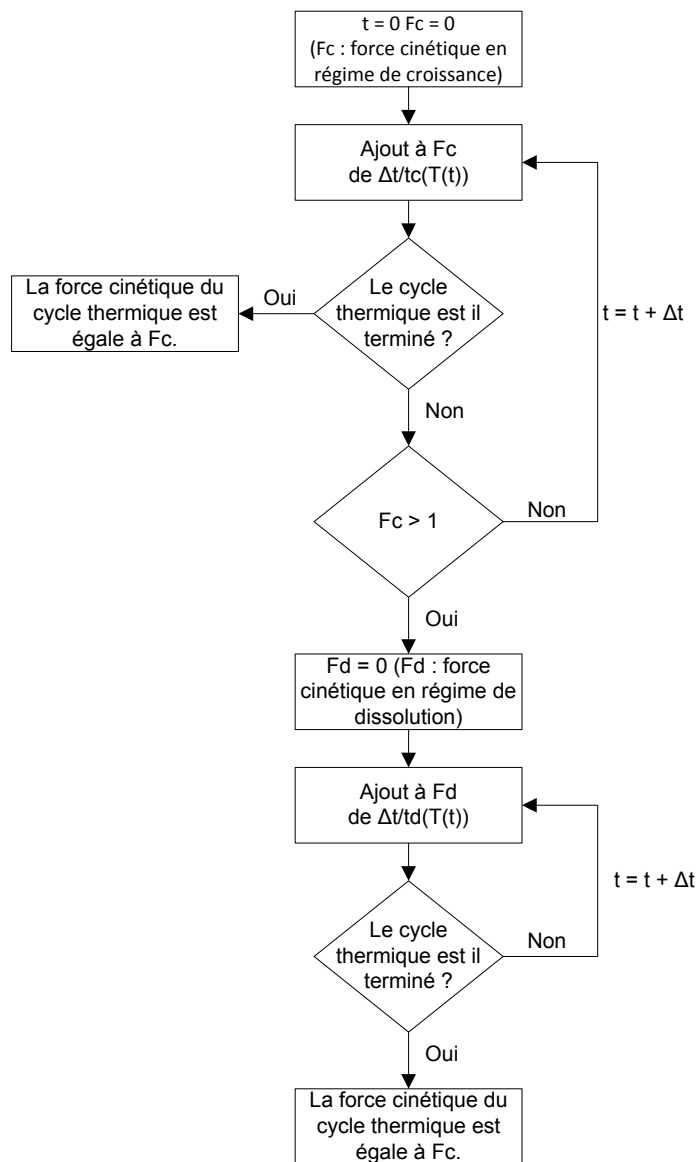 t = 0 Fc = 0
(Fc : force cinétique en
régime de croissance)
Ajout à Fc
de Δt/tc(T(t))
Le cycle
thermique est il
terminé ?
Oui
La force cinétique du
cycle thermique est
égale à Fc.
t = t + Δt
Non
Fc > 1
Non
Oui
Fd = 0 (Fd : force
cinétique en régime de
dissolution)
Ajout à Fd
de Δt/td(T(t))
t = t + Δt
Le cycle
thermique est il
terminé ?
Non
Oui
La force cinétique du
cycle thermique est
égale à Fc.